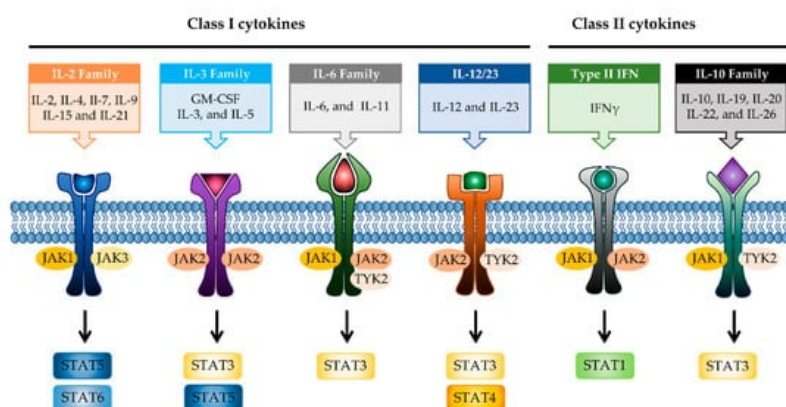 Class I cytokines
Class II cytokines
IL-2 Family
IL-2, IL-4, Il-7, IL-9
IL-15 and IL-21
IL-3 Family
GM-CSF
IL-3, and IL-5
IL-6 Family
IL-6, and IL-11
IL-12/23
IL-12 and IL-23
Type II IFN
IFNγ
IL-10 Family
IL-10, IL-19, IL-20
IL-22, and IL-26
JAK1 JAK3
JAK2 JAK2
JAK1 JAK2
TYK2
JAK2 TYK2
JAK1 JAK2
JAK1 TYK2
STAT5
STAT6
STAT3
STAT5
STAT3
STAT3
STAT4
STAT1
STAT3